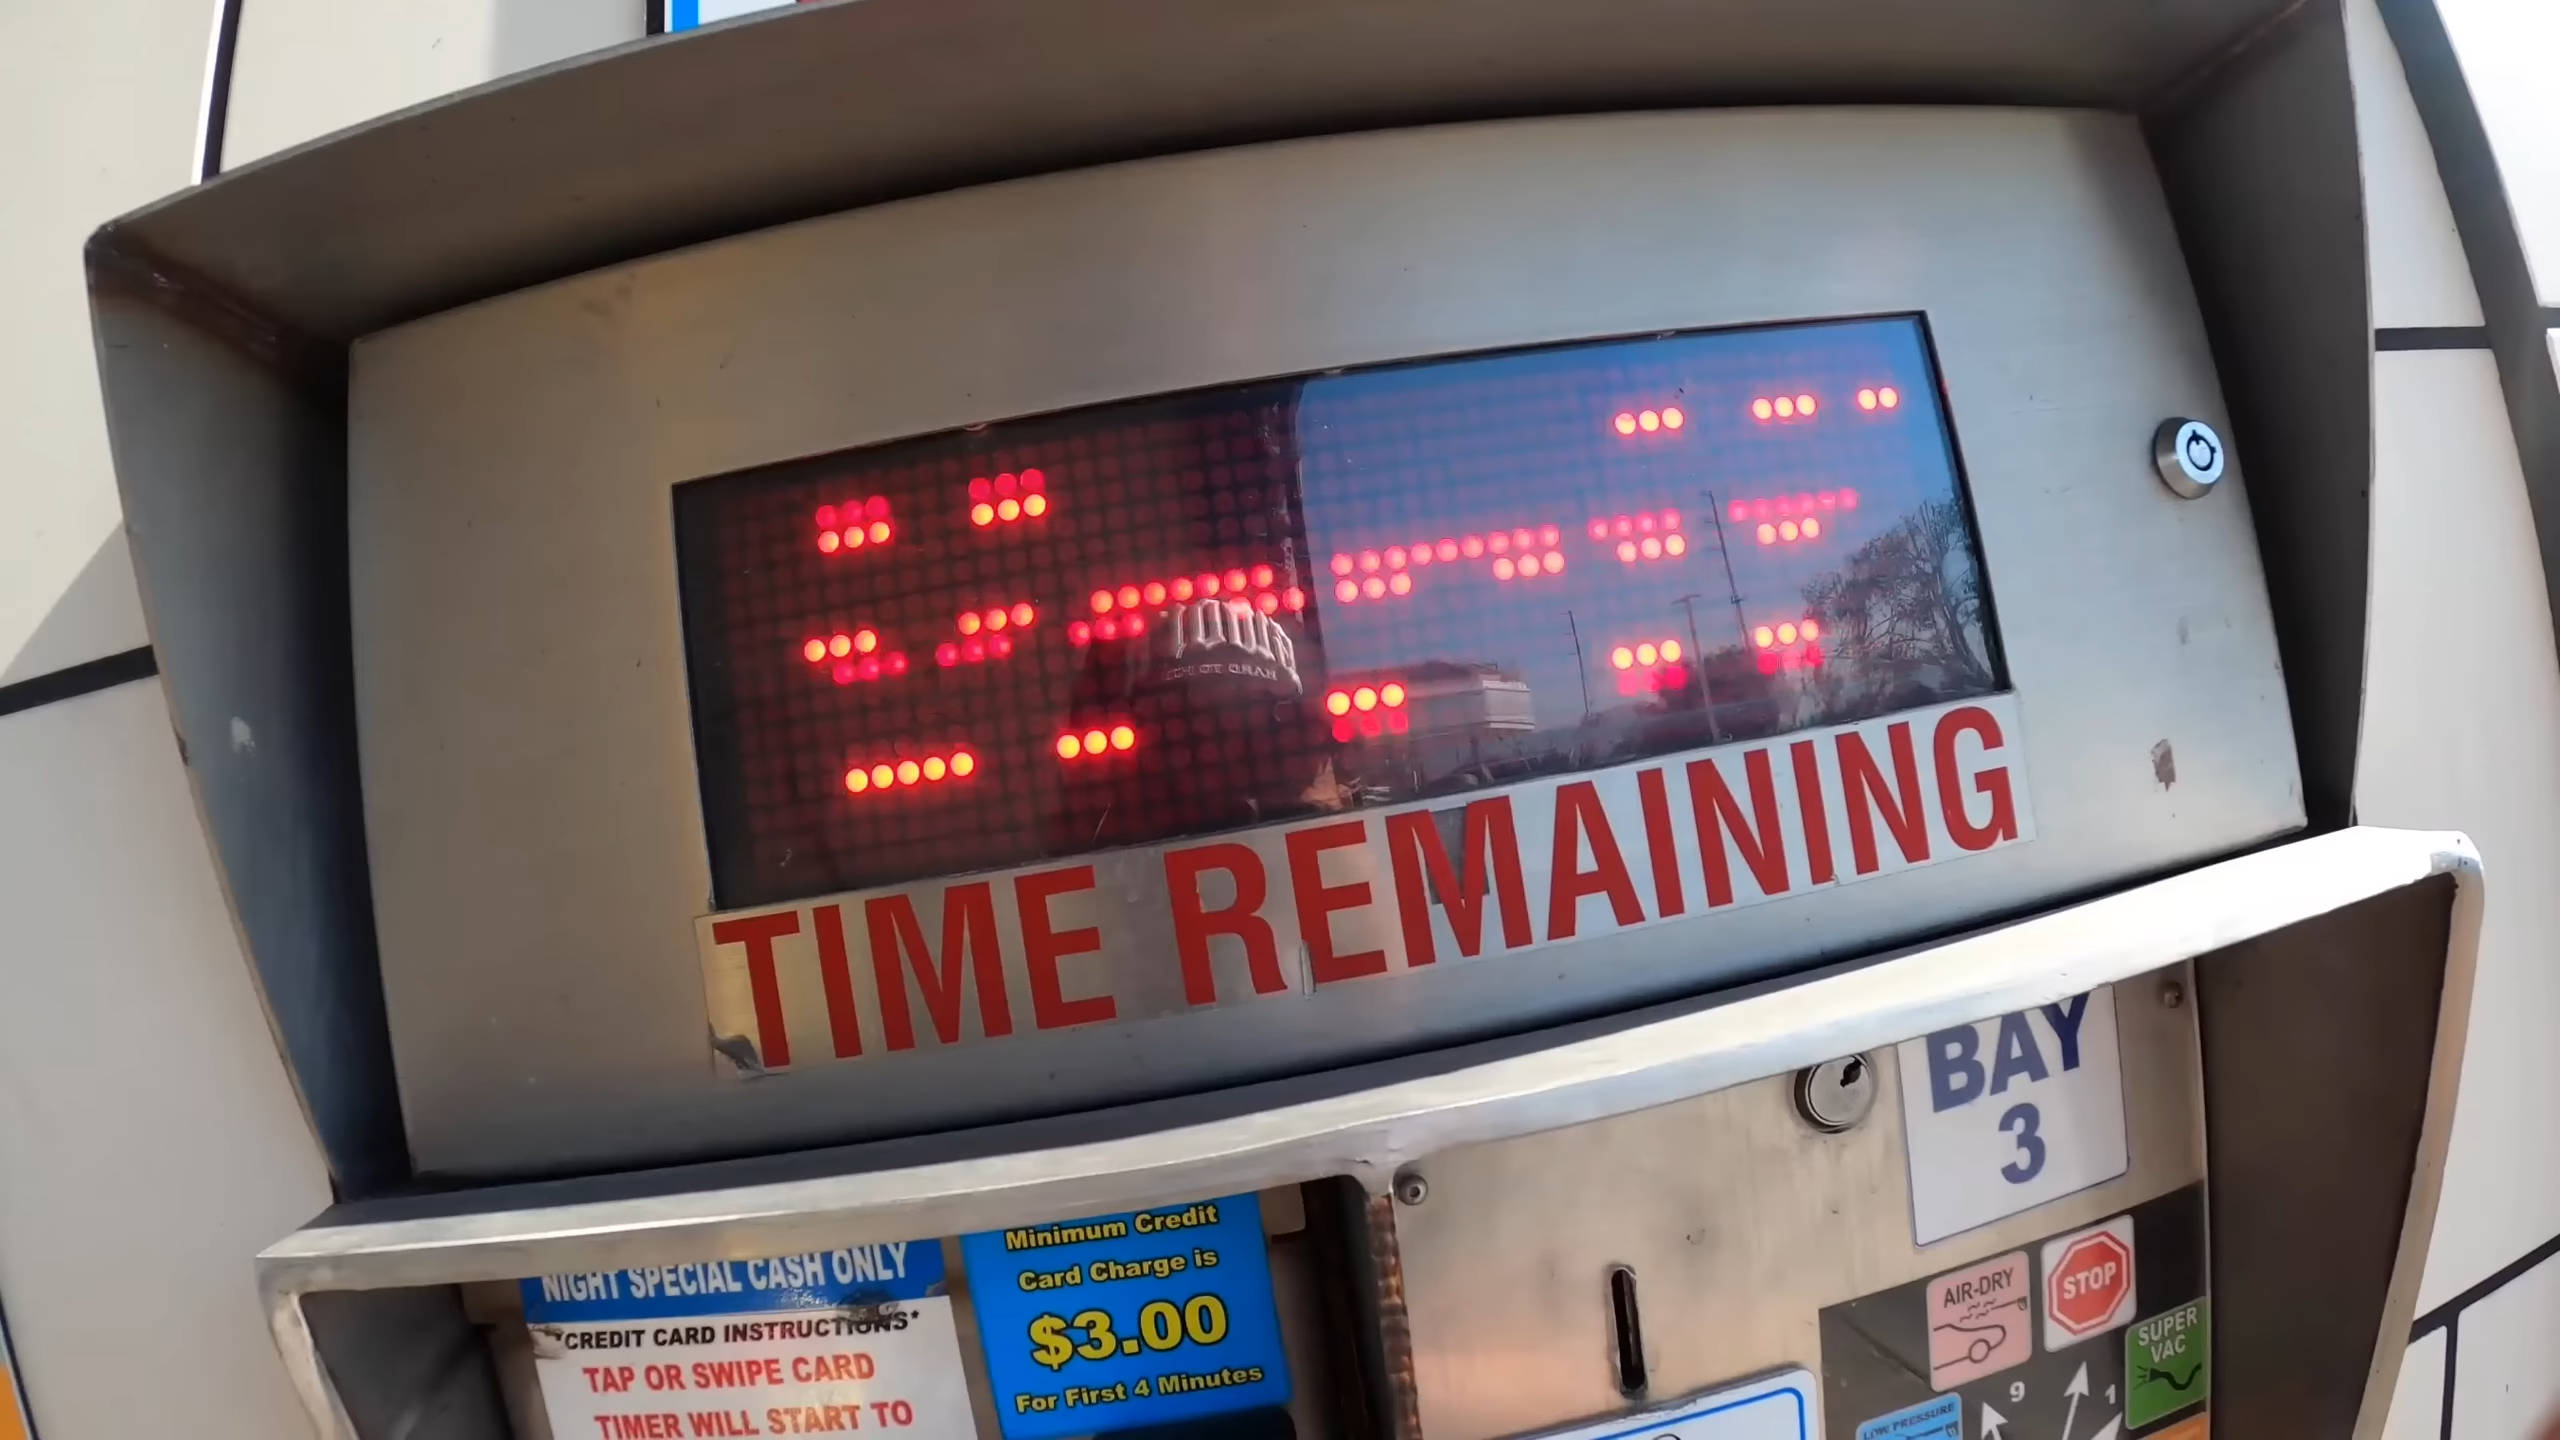 TIME REMAINING
BAY
3
NIGHT SPECIAL CASH ONLY
*CREDIT CARD INSTRUCTIONS*
TAP OR SWIPE CARD
TIMER WILL START TO
Minimum Credit
Card Charge is
$3.00
For First 4 Minutes
AIR-DRY
STOP
SUPER
VAC
9
1
LOW PRESSURE